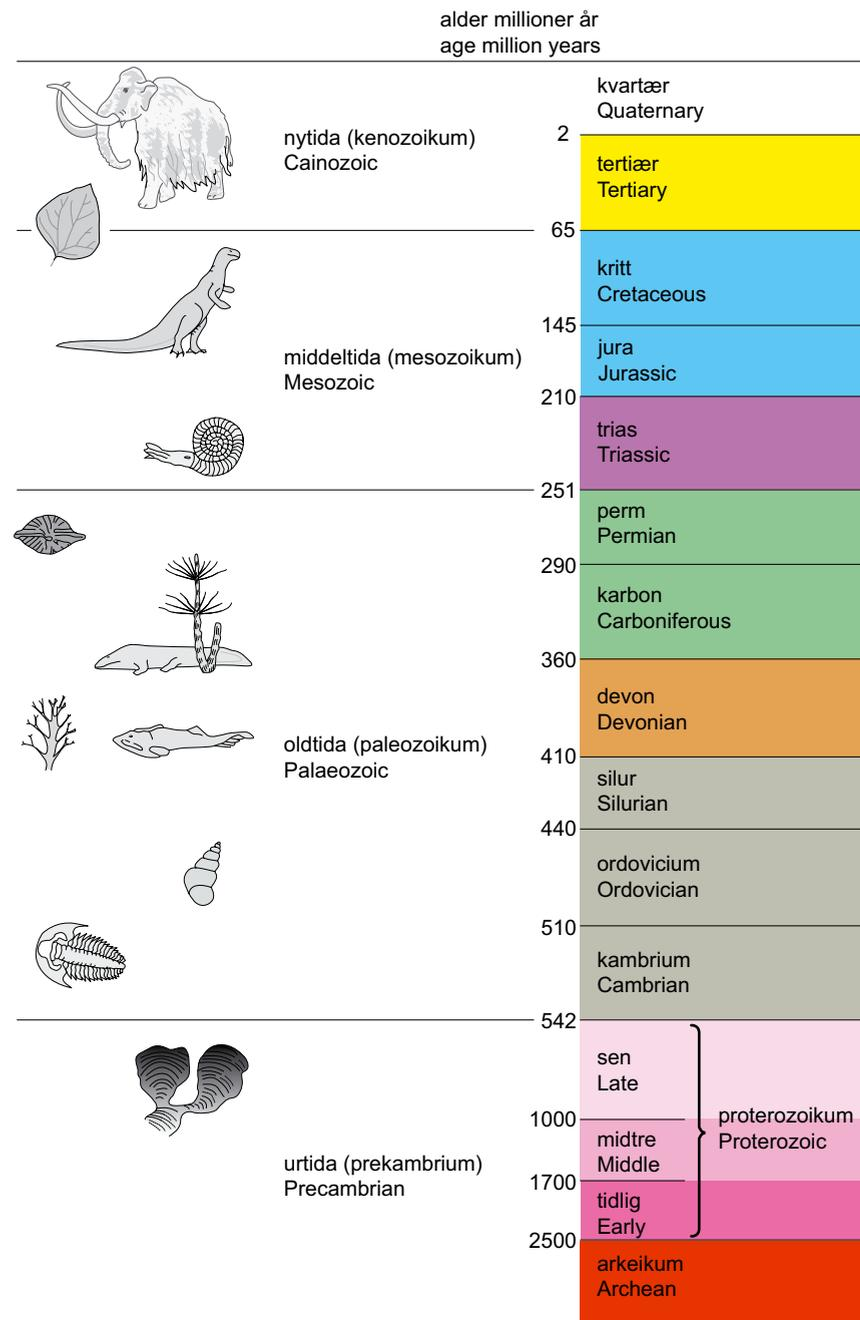 alder millioner år
age million years
kvartær
Quaternary
nytida (kenozoikum)
Cainozoic
2
tertiær
Tertiary
65
kritt
Cretaceous
145
jura
Jurassic
middeltida (mesozoikum)
Mesozoic
210
trias
Triassic
251
perm
Permian
290
karbon
Carboniferous
360
devon
Devonian
oldtida (paleozoikum)
Palaeozoic
410
silur
Silurian
440
ordovicium
Ordovician
510
kambrium
Cambrian
542
sen
Late
1000
proterozoikum
Proterozoic
midtre
Middle
urtida (prekambrium)
Precambrian
1700
tidlig
Early
2500
arkeikum
Archean